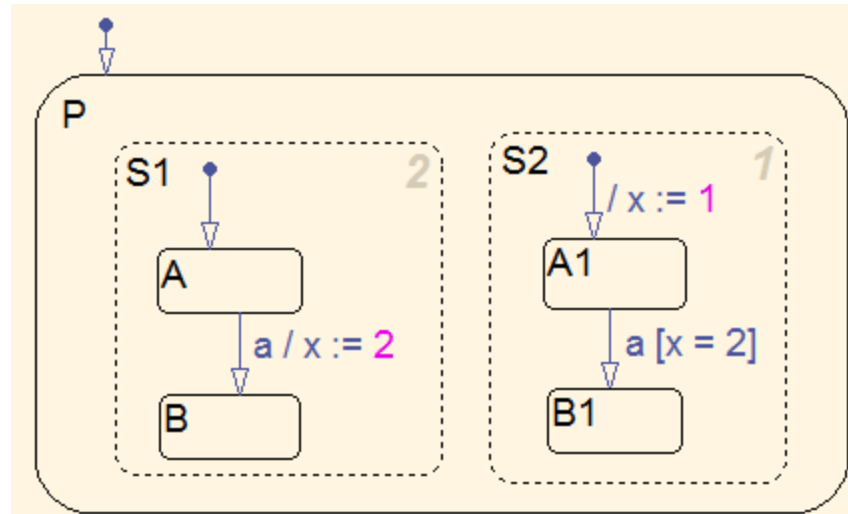 P
S1
2
A
a / x := 2
B
S2
1
/ x := 1
A1
a [x = 2]
B1